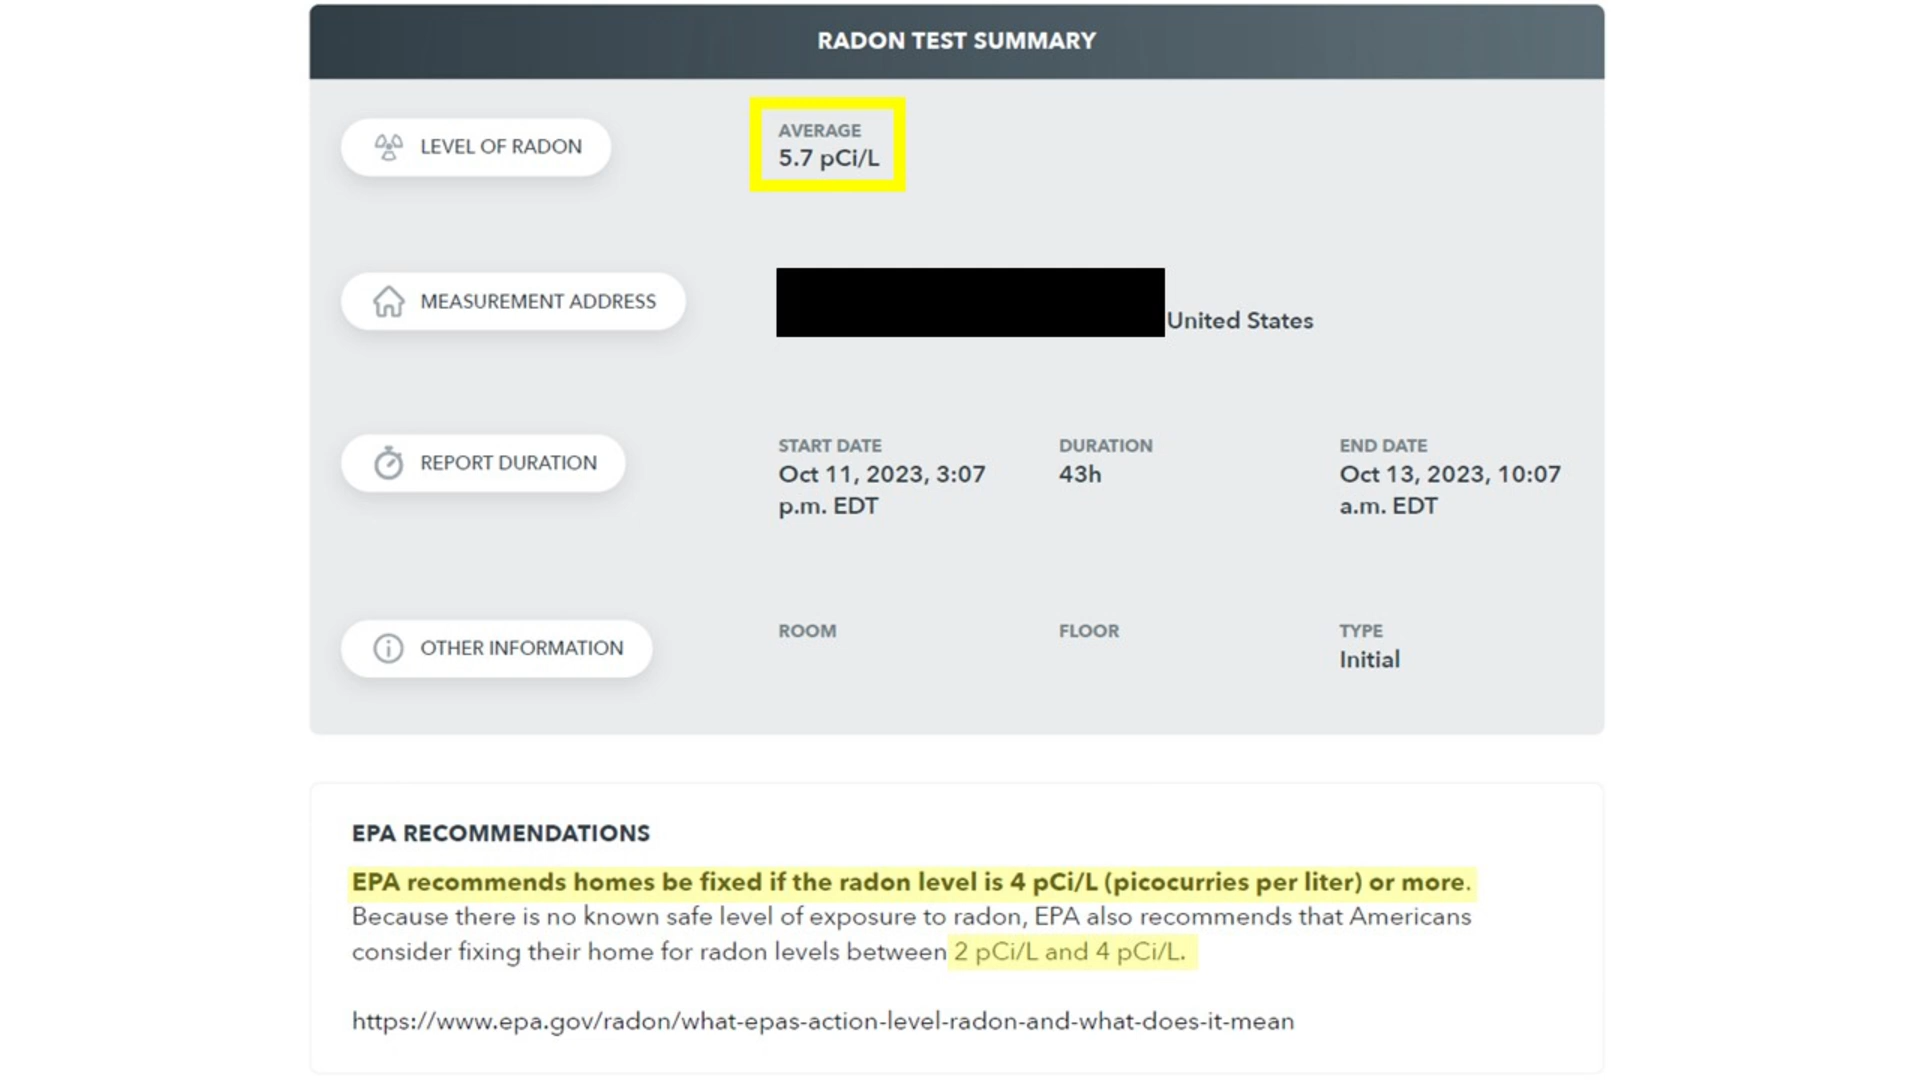 RADON TEST SUMMARY
LEVEL OF RADON
AVERAGE
5.7 pCi/L
MEASUREMENT ADDRESS
United States
REPORT DURATION
START DATE
Oct 11, 2023, 3:07
p.m. EDT
DURATION
43h
END DATE
Oct 13, 2023, 10:07
a.m. EDT
OTHER INFORMATION
ROOM
FLOOR
TYPE
Initial
EPA RECOMMENDATIONS
EPA recommends homes be fixed if the radon level is 4 pCi/L (picocurries per liter) or more.
Because there is no known safe level of exposure to radon, EPA also recommends that Americans
consider fixing their home for radon levels between 2 pCi/L and 4 pCi/L.
https://www.epa.gov/radon/what-epas-action-level-radon-and-what-does-it-mean